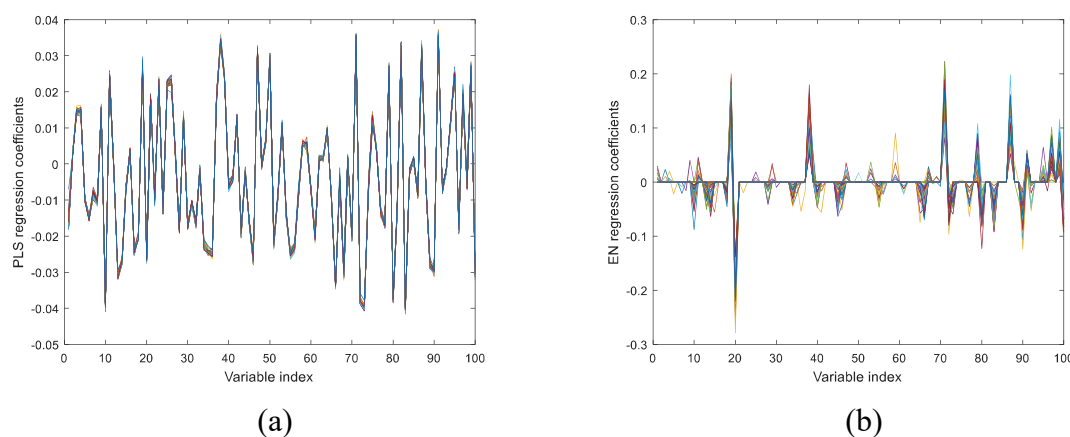 PLS regression coefficients
0.04
0.03
0.02
0.01
0
-0.01
-0.02
-0.03
-0.04
-0.05
0 10 20 30 40 50 60 70 80 90 100
Variable index
(a)
EN regression coefficients
0.3
0.2
0.1
0
-0.1
-0.2
-0.3
0 10 20 30 40 50 60 70 80 90 100
Variable index
(b)